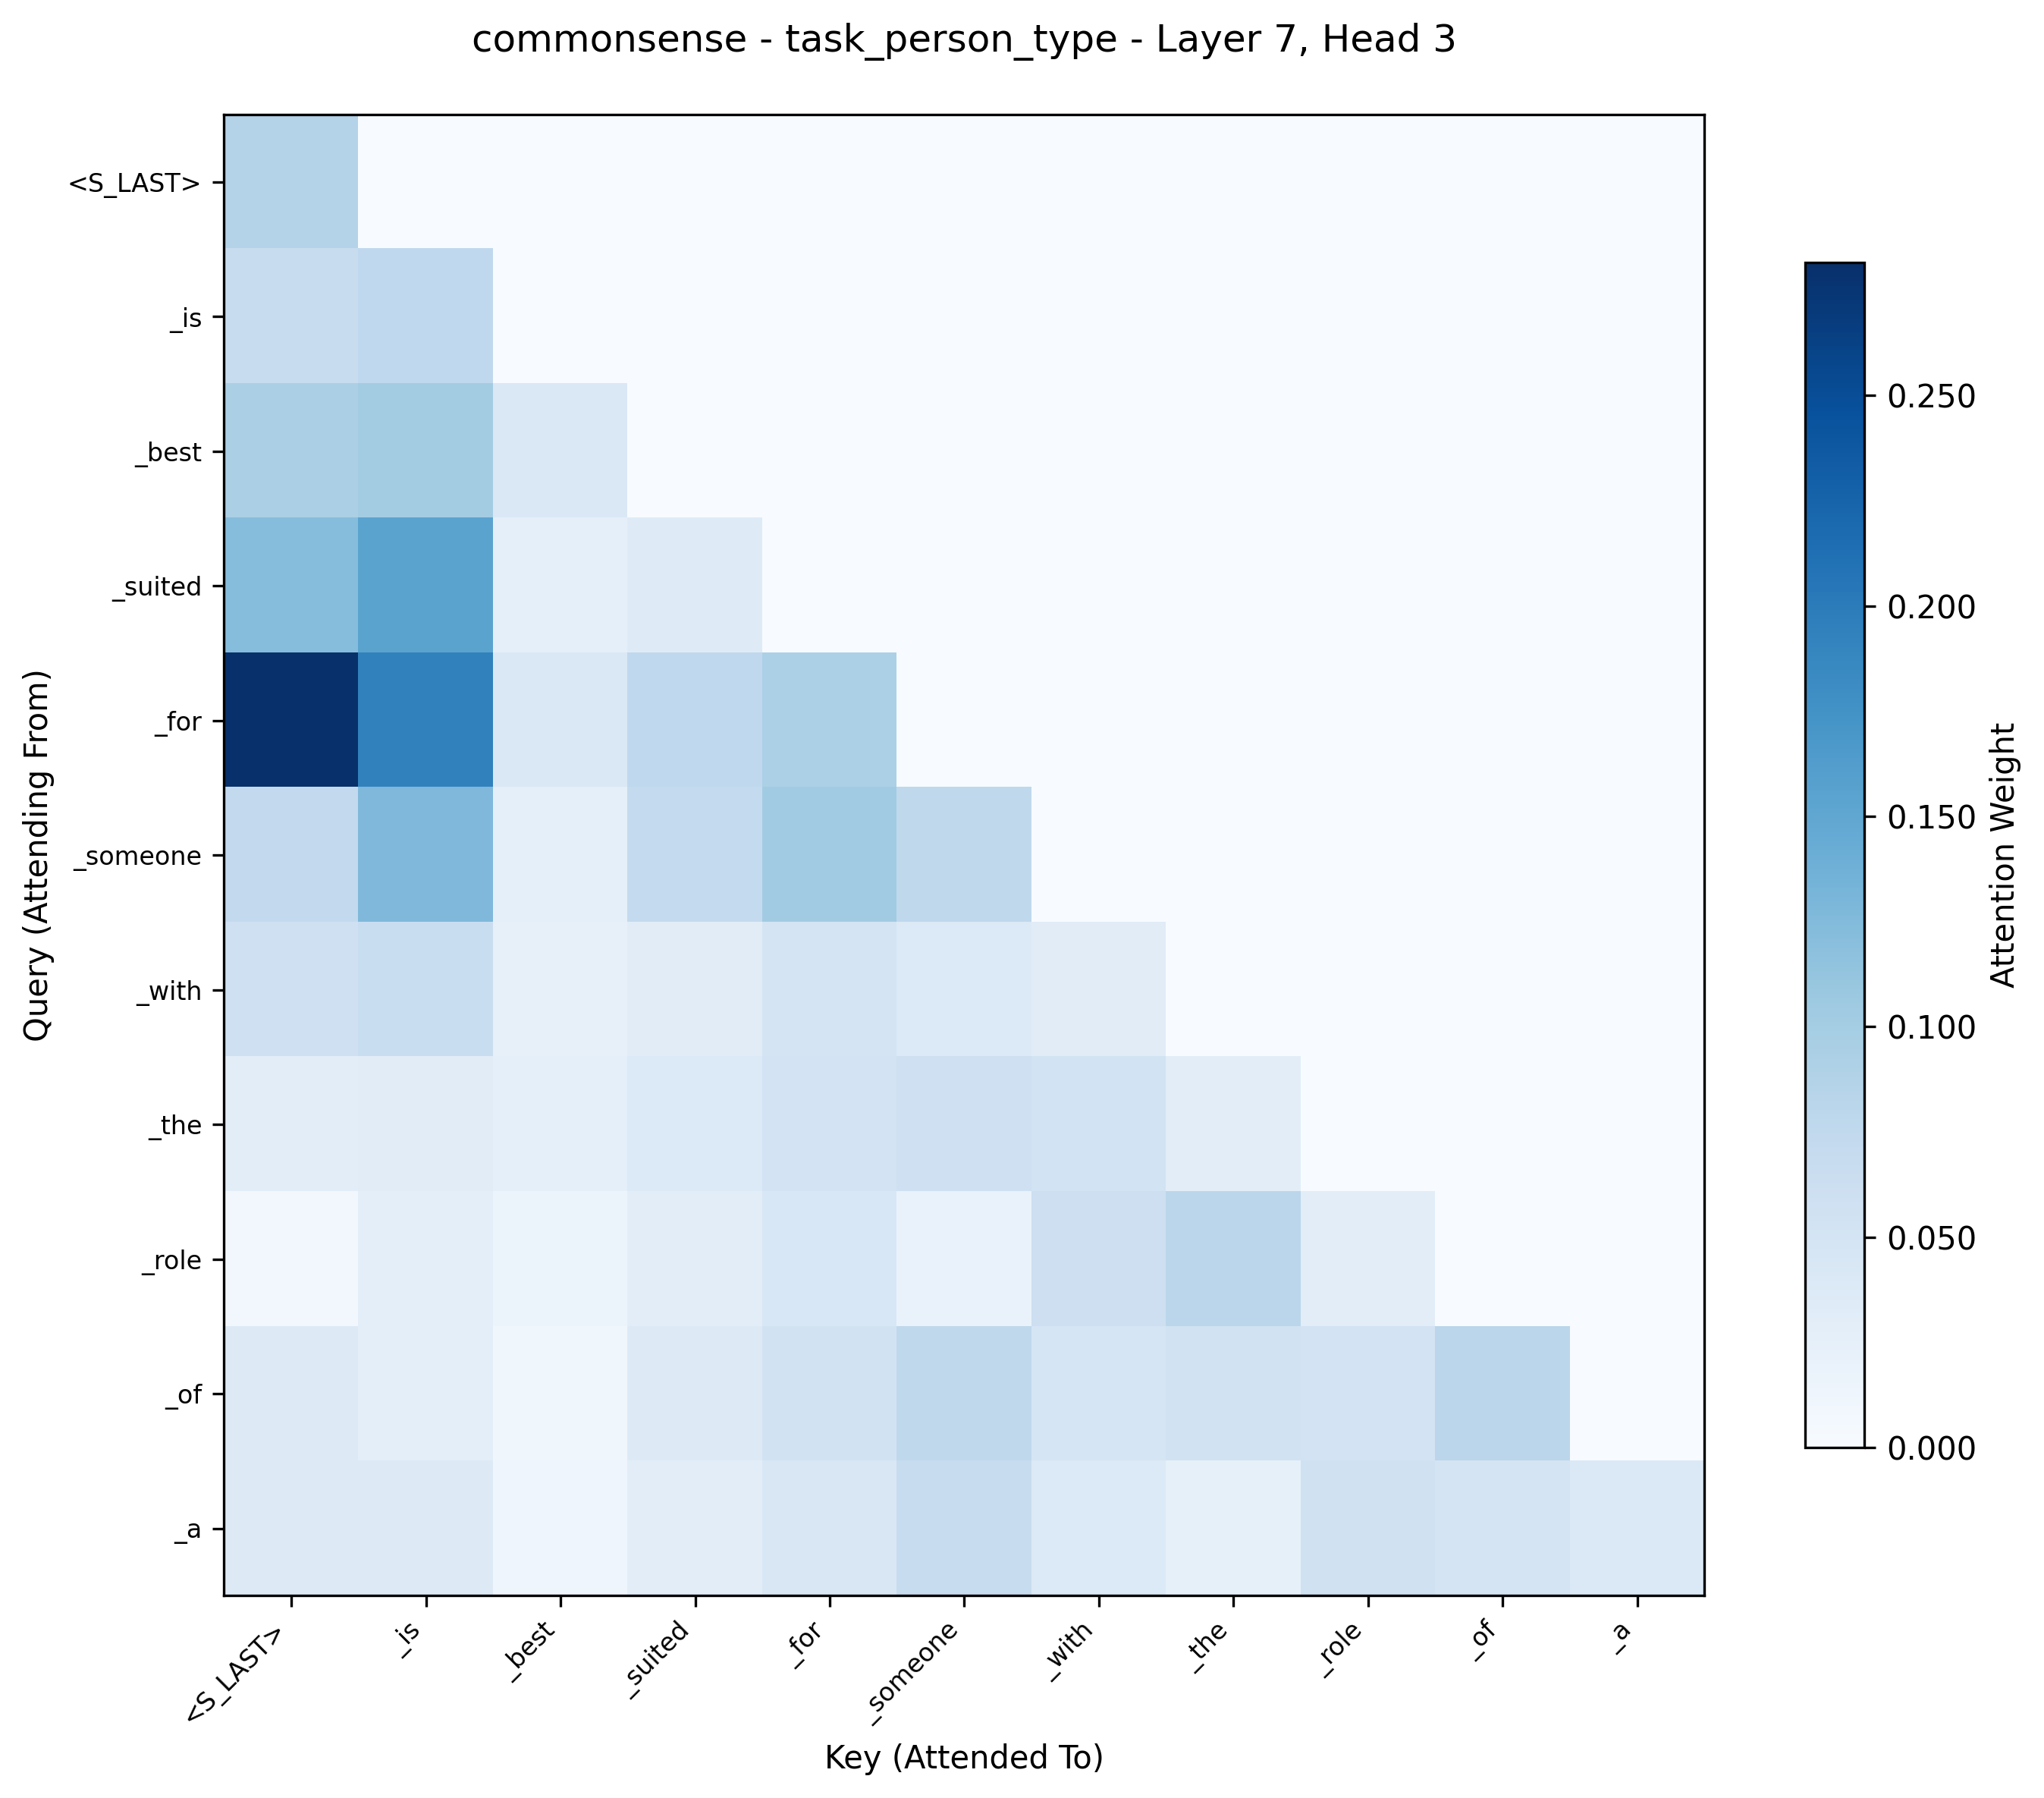 commonsense - task_person_type - Layer 7, Head 3
Query (Attending From)
<S_LAST>
_is
_best
_suited
_for
_someone
_with
_the
_role
_of
_a
<S_LAST>
_is
_best
_suited
_for
_someone
_with
_the
_role
_of
_a
Key (Attended To)
0.250
0.200
0.150
0.100
0.050
0.000
Attention Weight